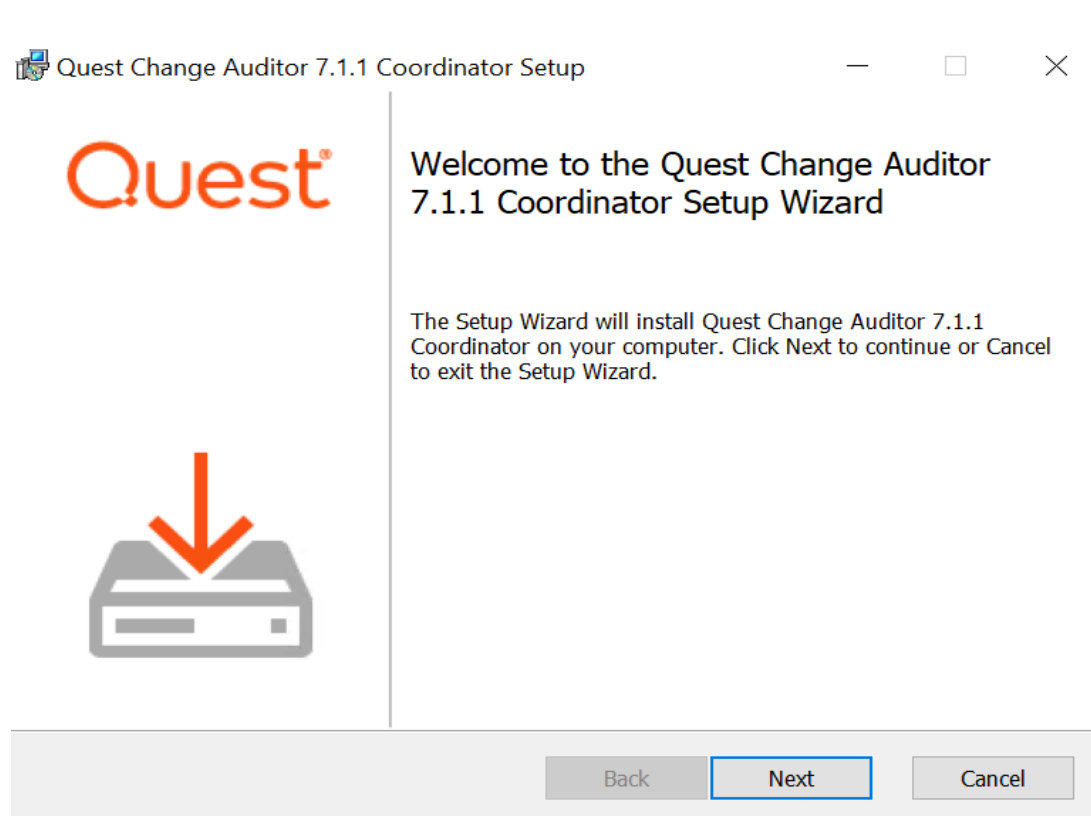 Quest Change Auditor 7.1.1 Coordinator Setup
Quest®
Welcome to the Quest Change Auditor
7.1.1 Coordinator Setup Wizard
The Setup Wizard will install Quest Change Auditor 7.1.1
Coordinator on your computer. Click Next to continue or Cancel
to exit the Setup Wizard.
Back
Next
Cancel